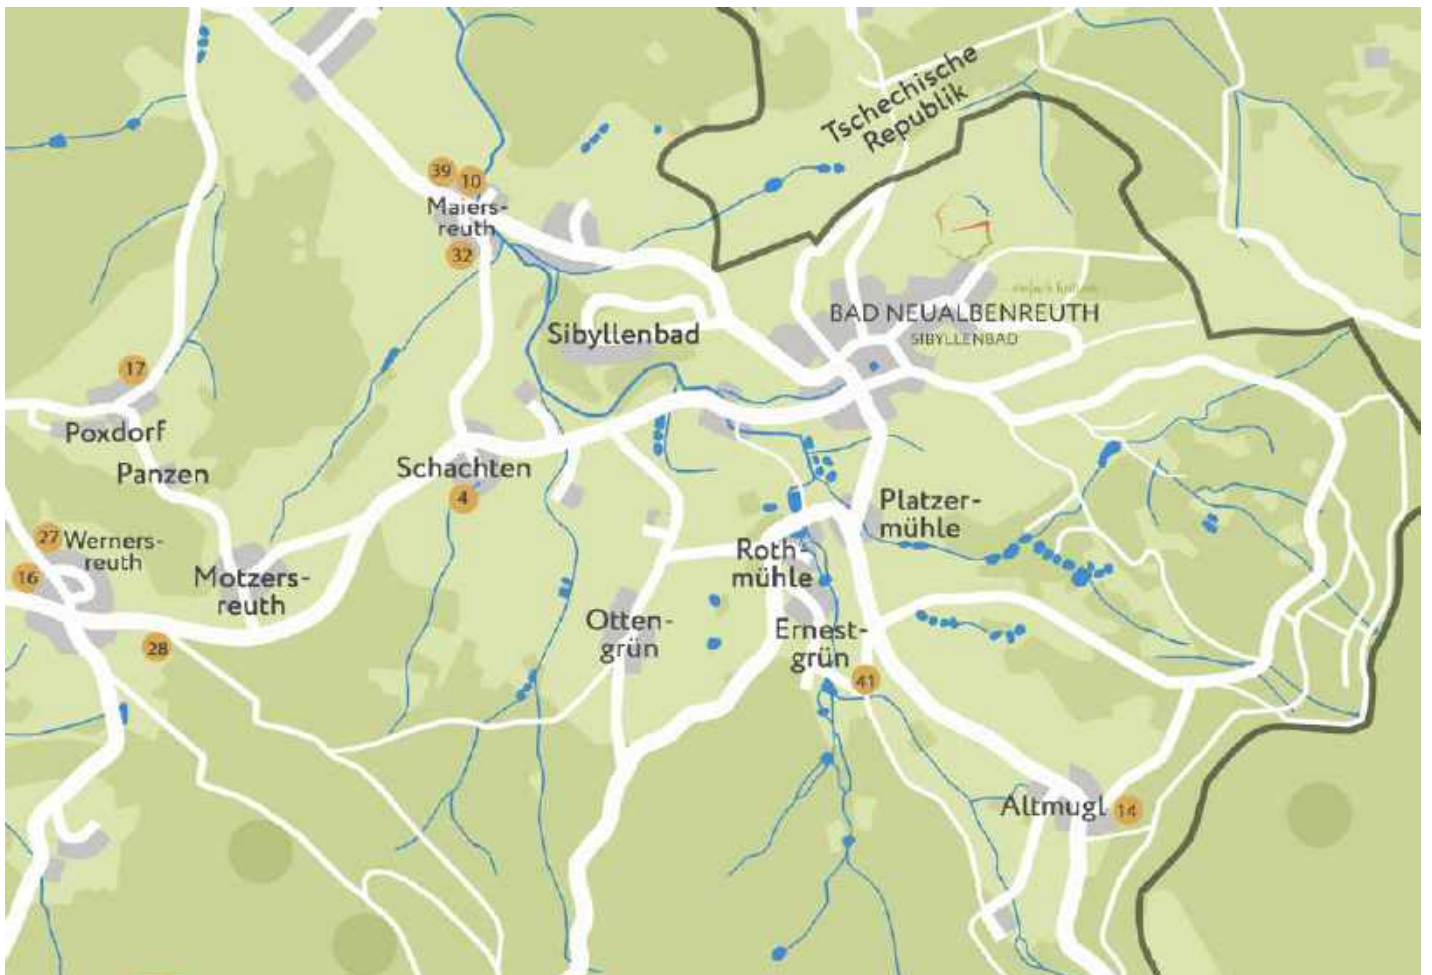 Tschechische
Republik
39
10
Maiers-
reuth
32
BAD NEUALBENREUTH
SIBYLLENBAD
Sibyllenbad
17
Poxdorf
Panzen
Schachten
4
Platzer-
mühle
27
Werners-
reuth
16
Motzers-
reuth
Roth-
mühle
Otten-
grün
Ernest-
grün
28
41
Altmugl
14